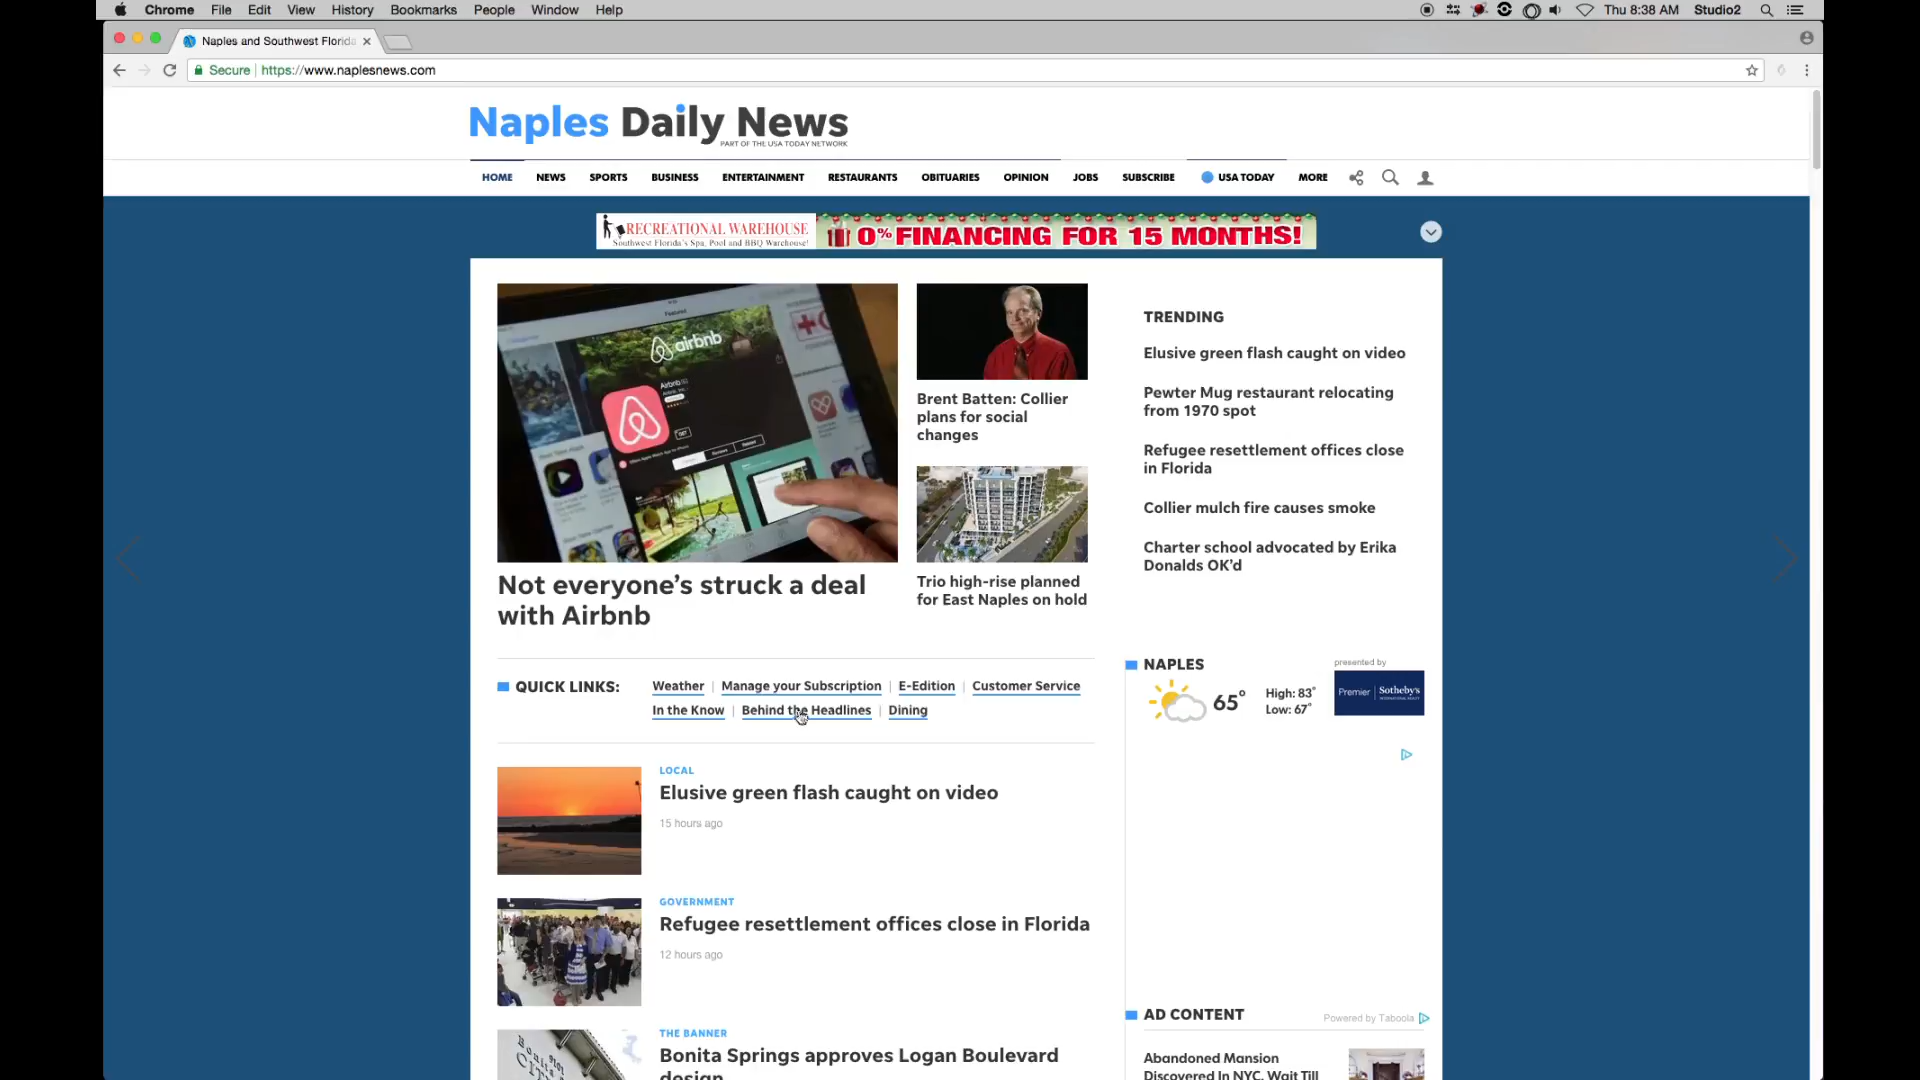 Chrome File Edit View History Bookmarks People Window Help
Thu 8:38 AM Studio2
Naples and Southwest Florida
Secure https://www.naplesnews.com
Naples Daily News
PART OF THE USA TODAY NETWORK
HOME NEWS SPORTS BUSINESS ENTERTAINMENT RESTAURANTS OBITUARIES OPINION JOBS SUBSCRIBE USA TODAY MORE
RECREATIONAL WAREHOUSE
Southwest Florida's Spa, Pool and BBQ Warehouse!
0% FINANCING FOR 15 MONTHS!
Featured
airbnb
Airbnb
Not everyone's struck a deal
with Airbnb
Brent Batten: Collier
plans for social
changes
Trio high-rise planned
for East Naples on hold
TRENDING
Elusive green flash caught on video
Pewter Mug restaurant relocating
from 1970 spot
Refugee resettlement offices close
in Florida
Collier mulch fire causes smoke
Charter school advocated by Erika
Donalds OK'd
QUICK LINKS:
Weather | Manage your Subscription | E-Edition | Customer Service
In the Know | Behind the Headlines | Dining
NAPLES
65°
High: 83°
Low: 67°
presented by
Premier | Sotheby's
LOCAL
Elusive green flash caught on video
15 hours ago
GOVERNMENT
Refugee resettlement offices close in Florida
12 hours ago
THE BANNER
Bonita Springs approves Logan Boulevard
design
AD CONTENT
Powered by Taboola
Abandoned Mansion
Discovered In NYC. Wait Till